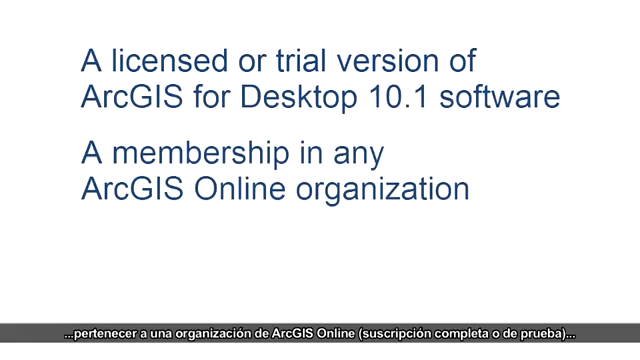 A licensed or trial version of
ArcGIS for Desktop 10.1 software
A membership in any
ArcGIS Online organization
...pertenecer a una organización de ArcGIS Online (suscripción completa o de prueba)...